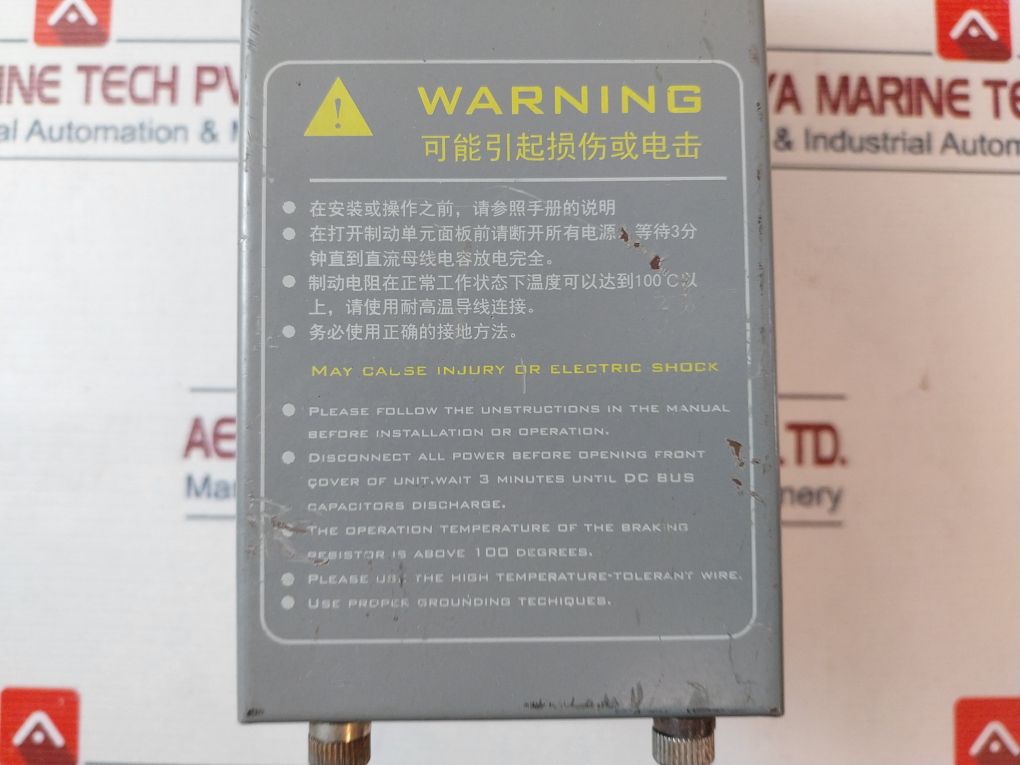 INE TECH PV
YA MARINE TE
al Automation &
& Industrial Autom
WARNING
可能引起损伤或电击
在安装或操作之前，请参照手册的说明
在打开制动单元面板前请断开所有电源，等待3分
钟直到直流母线电容放电完全。
制动电阻在正常工作状态下温度可以达到100℃以
上，请使用耐高温导线连接。
务必使用正确的接地方法。
MAY CAUSE INJURY OR ELECTRIC SHOCK
PLEASE FOLLOW THE UNSTRUCTIONS IN THE MANUAL
BEFORE INSTALLATION OR OPERATION.
DISCONNECT ALL POWER BEFORE OPENING FRONT
COVER OF UNIT,WAIT 3 MINUTES UNTIL DC BUS
CAPACITORS DISCHARGE.
THE OPERATION TEMPERATURE OF THE BRAKING
RESISTOR IS ABOVE 100 DEGREES.
PLEASE USE THE HIGH TEMPERATURE-TOLERANT WIRE.
USE PROPER GROUNDING TECHIQUES.
AE
LTD.
Mar
nery